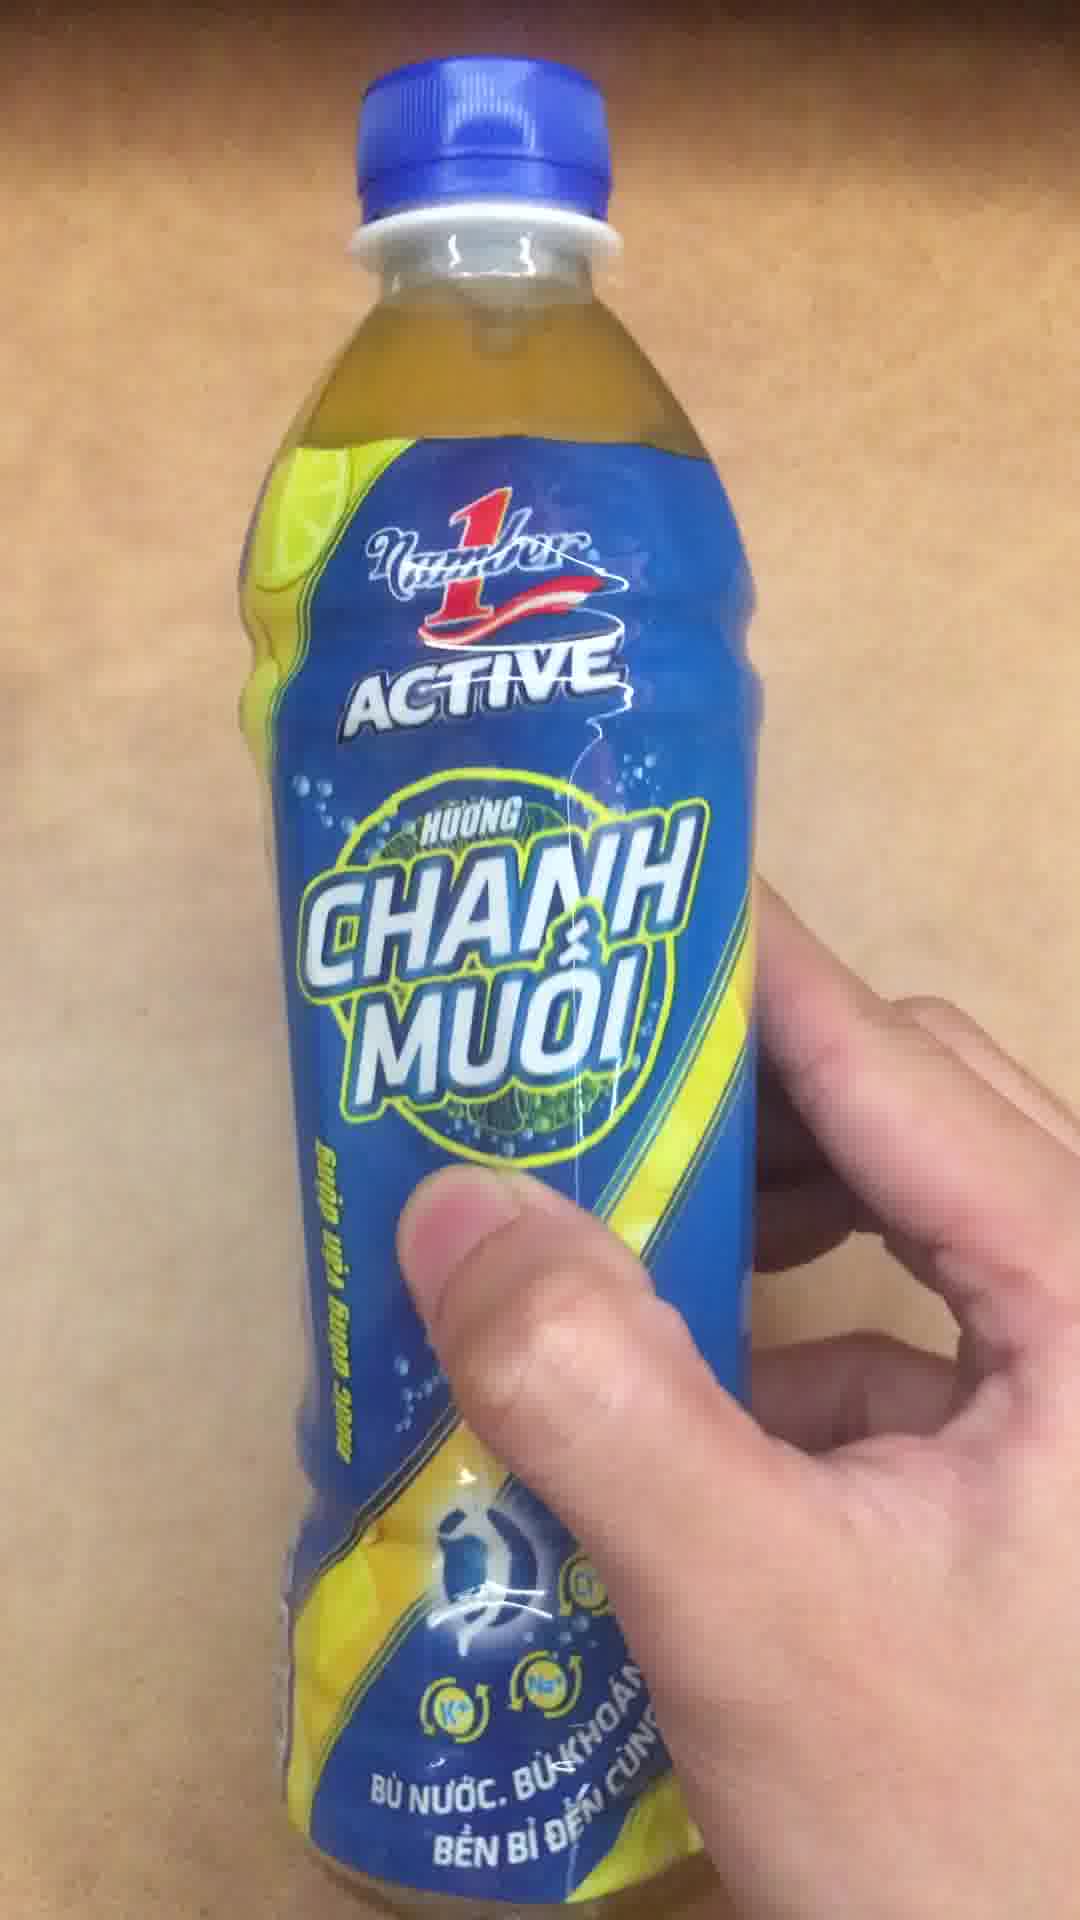 Number 1
ACTIVE
HƯƠNG
CHANH
MUỐI
K+
Na+
BÙ NƯỚC. BÙ KHOÁN
BỀN BỈ ĐẾN CÙNG